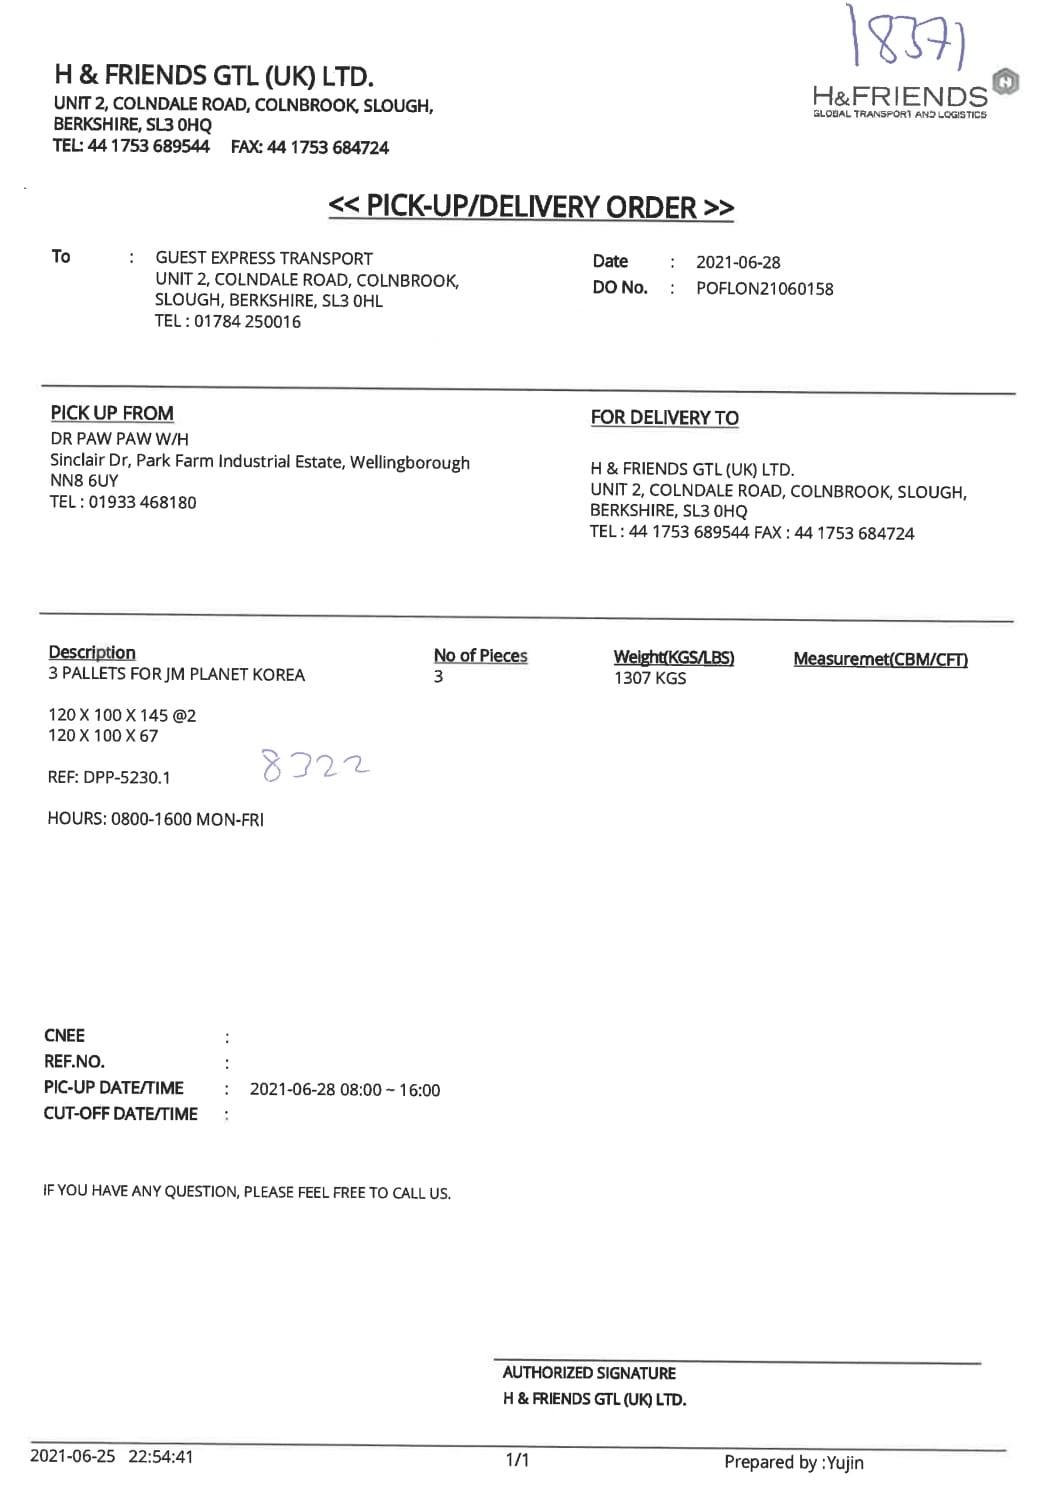 18371
H & FRIENDS GTL (UK) LTD.
UNIT 2, COLNDALE ROAD, COLNBROOK, SLOUGH,
BERKSHIRE, SL3 0HQ
TEL: 44 1753 689544 FAX: 44 1753 684724
H&FRIENDS
GLOBAL TRANSPORT AND LOGISTICS
<< PICK-UP/DELIVERY ORDER >>
To : GUEST EXPRESS TRANSPORT
UNIT 2, COLNDALE ROAD, COLNBROOK,
SLOUGH, BERKSHIRE, SL3 0HL
TEL : 01784 250016
Date : 2021-06-28
DO No. : POFLON21060158
PICK UP FROM
DR PAW PAW W/H
Sinclair Dr, Park Farm Industrial Estate, Wellingborough
NN8 6UY
TEL : 01933 468180
FOR DELIVERY TO
H & FRIENDS GTL (UK) LTD.
UNIT 2, COLNDALE ROAD, COLNBROOK, SLOUGH,
BERKSHIRE, SL3 0HQ
TEL : 44 1753 689544 FAX : 44 1753 684724
Description No of Pieces Weight(KGS/LBS) Measuremet(CBM/CFT)
3 PALLETS FOR JM PLANET KOREA 3 1307 KGS
120 X 100 X 145 @2
120 X 100 X 67
8322
REF: DPP-5230.1
HOURS: 0800-1600 MON-FRI
CNEE :
REF.NO. :
PIC-UP DATE/TIME : 2021-06-28 08:00 ~ 16:00
CUT-OFF DATE/TIME :
IF YOU HAVE ANY QUESTION, PLEASE FEEL FREE TO CALL US.
AUTHORIZED SIGNATURE
H & FRIENDS GTL (UK) LTD.
2021-06-25 22:54:41 1/1 Prepared by :Yujin